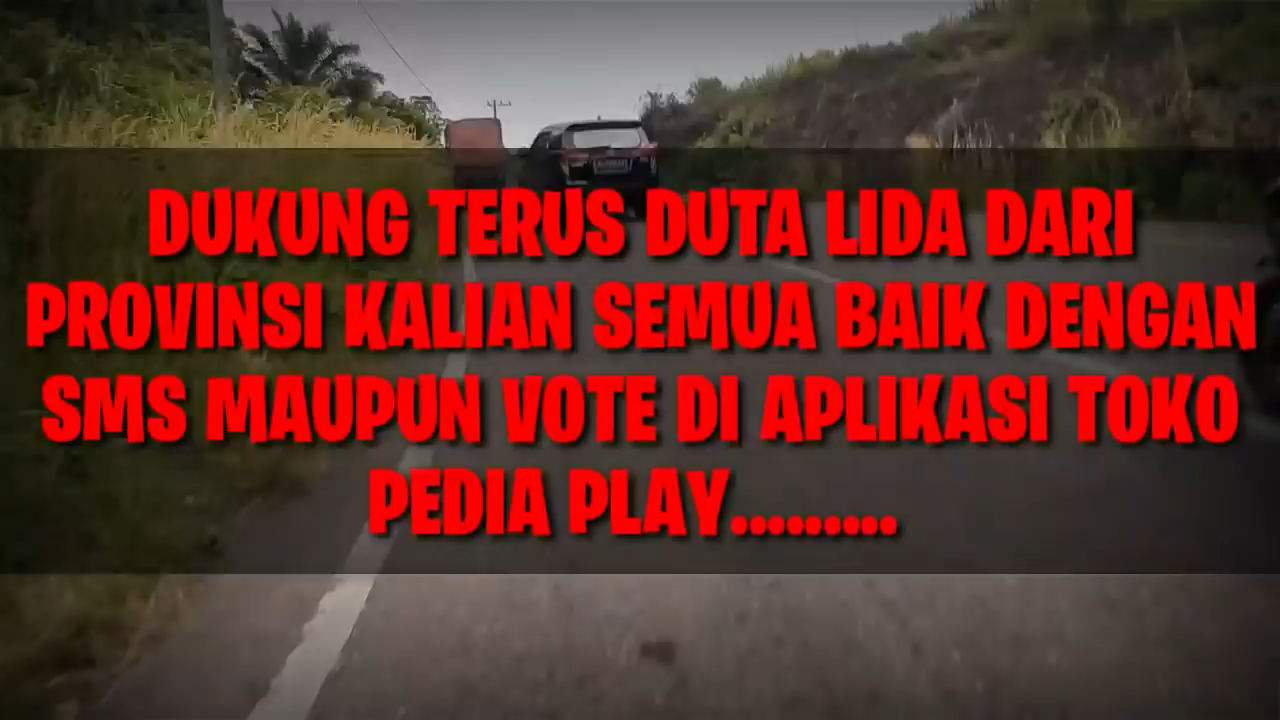 DUKUNG TERUS DUTA LIDA DARI
PROVINSI KALIAN SEMUA BAIK DENGAN
SMS MAUPUN VOTE DI APLIKASI TOKO
PEDIA PLAY.........